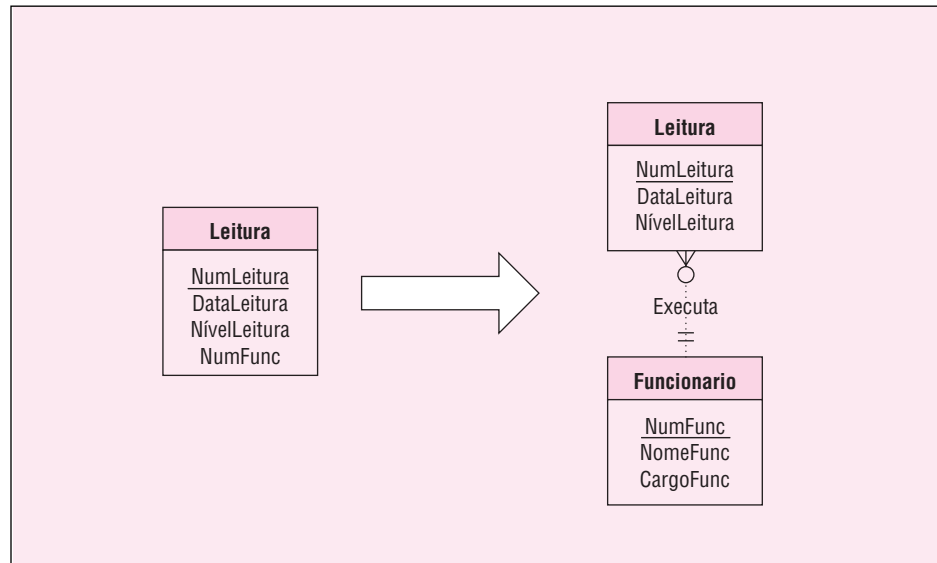 Leitura
NumLeitura
DataLeitura
NívelLeitura
NumFunc
Leitura
NumLeitura
DataLeitura
NívelLeitura
Executa
Funcionario
NumFunc
NomeFunc
CargoFunc